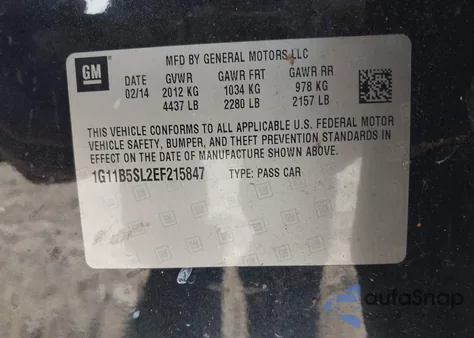 GM
MFD BY GENERAL MOTORS LLC
DATE GVWR GAWR FRT GAWR RR
02/14 2012 KG 1034 KG 978 KG
4437 LB 2280 LB 2157 LB
THIS VEHICLE CONFORMS TO ALL APPLICABLE U.S. FEDERAL MOTOR
VEHICLE SAFETY, BUMPER, AND THEFT PREVENTION STANDARDS IN
EFFECT ON THE DATE OF MANUFACTURE SHOWN ABOVE.
1G11B5SL2EF215847 TYPE: PASS CAR
autoSnap